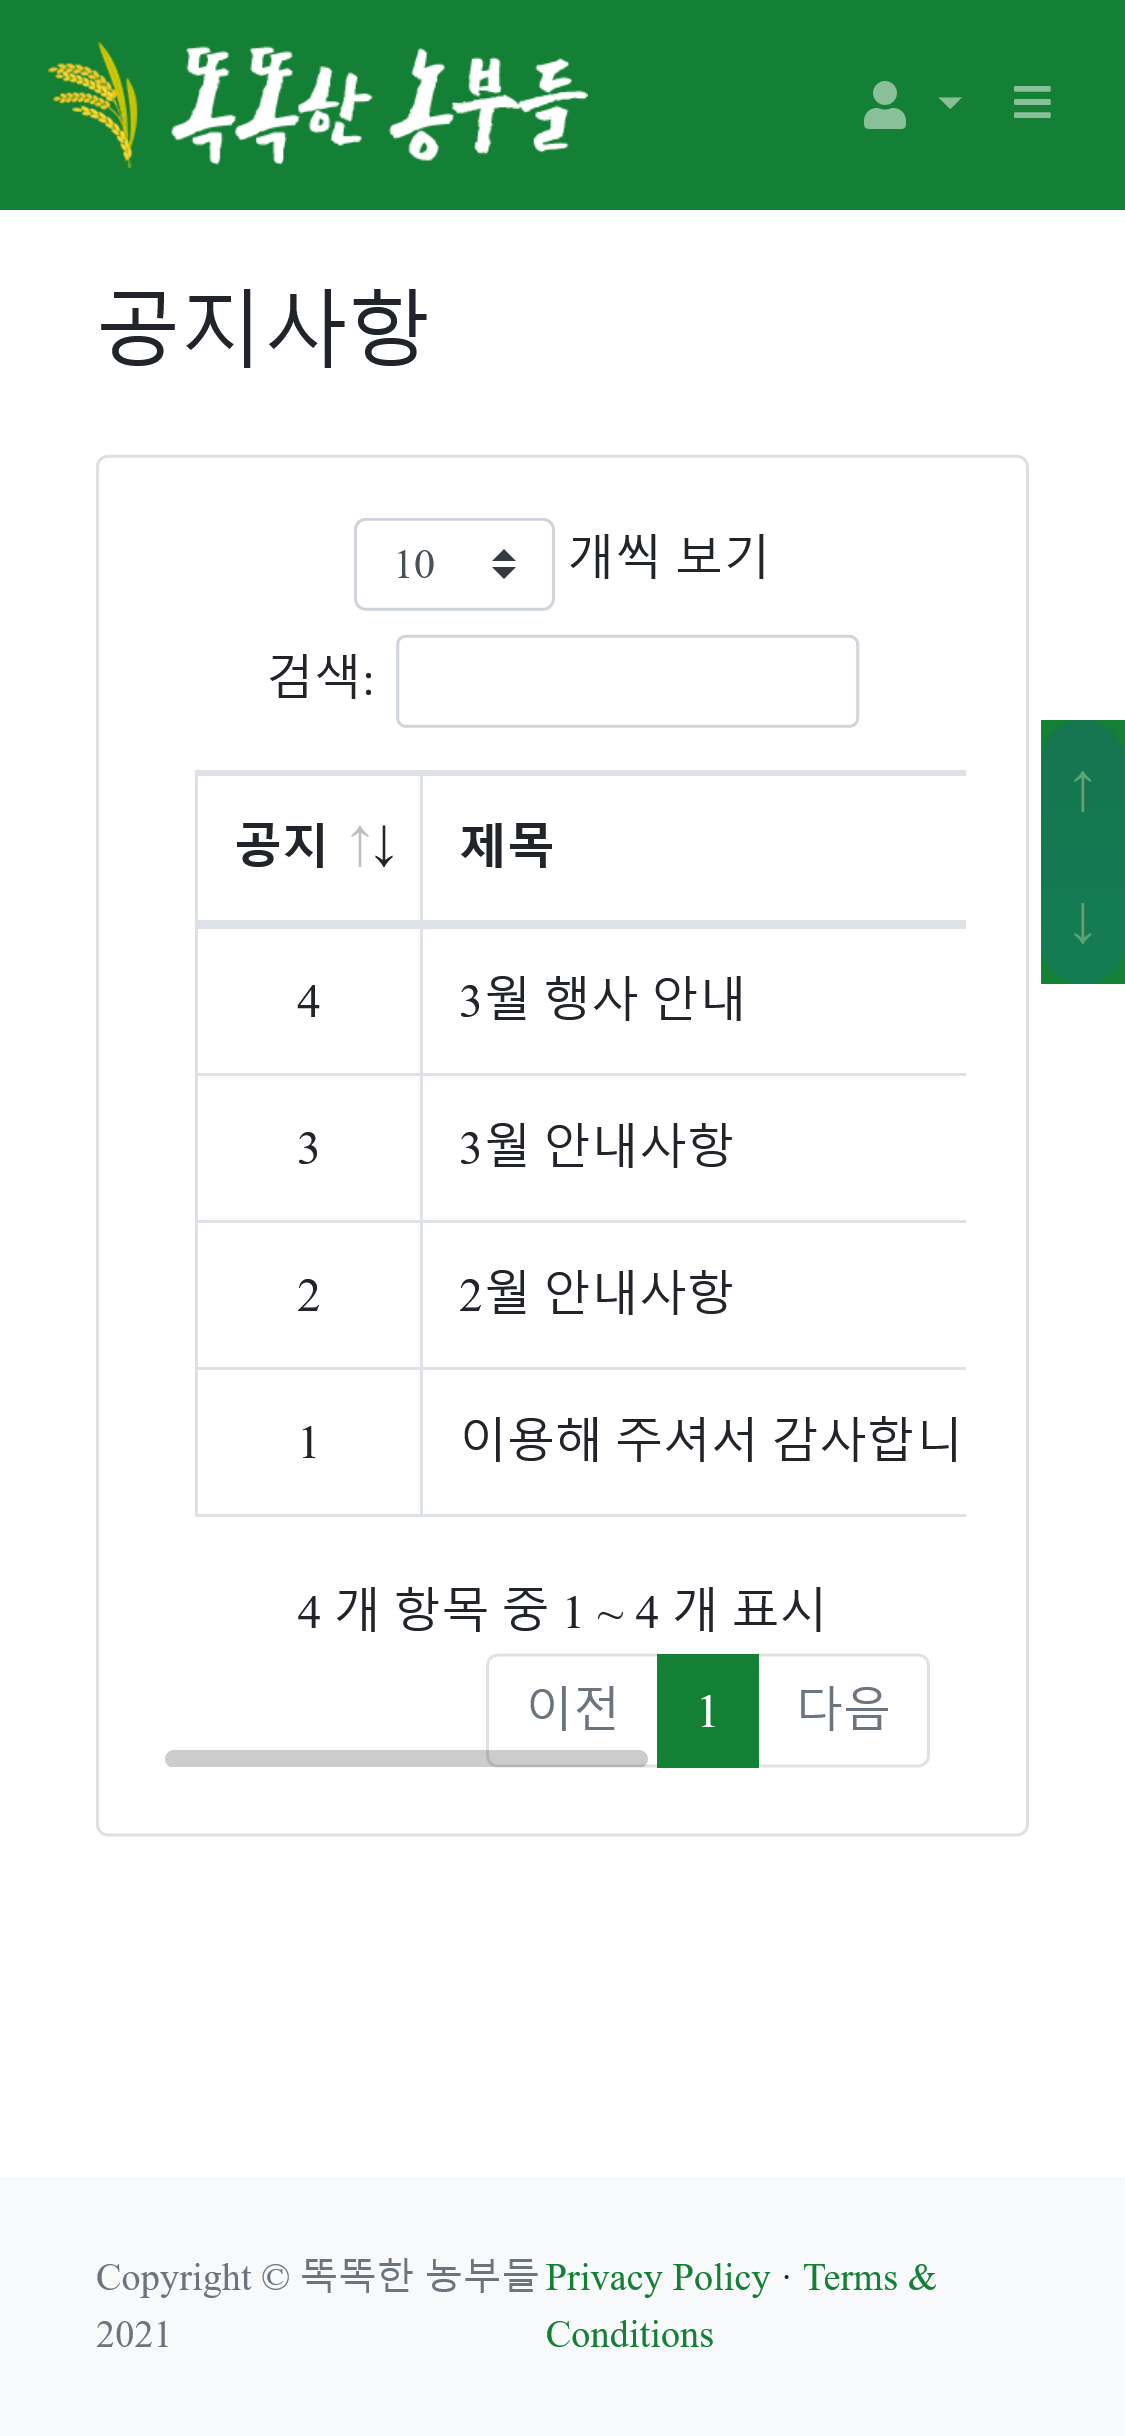 똑똑한 농부들
공지사항
10 개씩 보기
검색:
공지 ↑↓ 제목
↑
↓
4 3월 행사 안내
3 3월 안내사항
2 2월 안내사항
1 이용해 주셔서 감사합니
4 개 항목 중 1 ~ 4 개 표시
이전 1 다음
Copyright © 똑똑한 농부들 2021
Privacy Policy · Terms &
Conditions